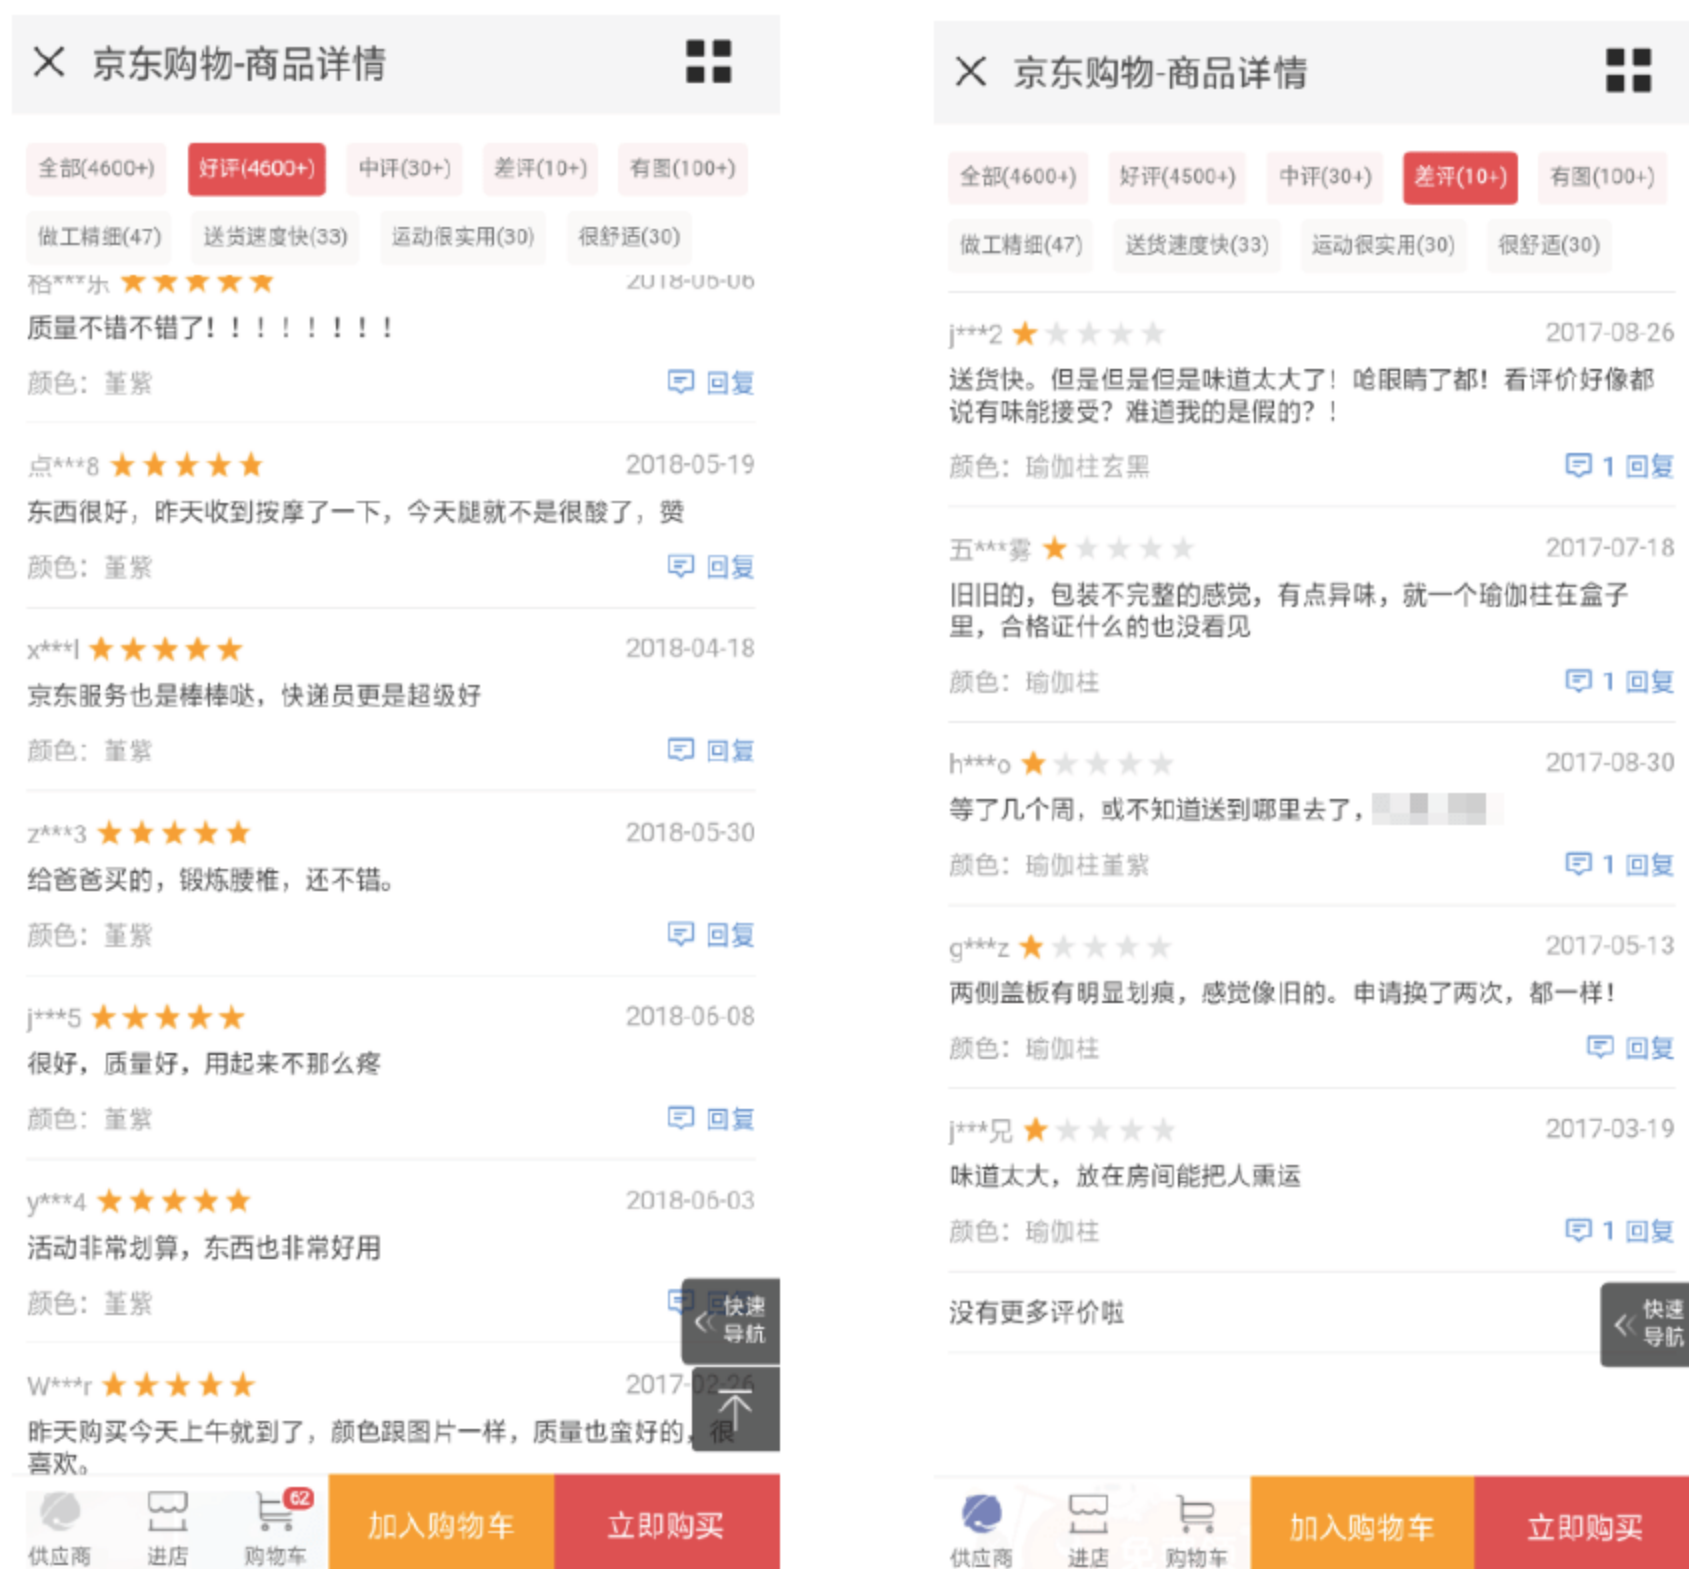 京东购物-商品详情
全部(4600+) 好评(4600+) 中评(30+) 差评(10+) 有图(100+)
做工精细(47) 送货速度快(33) 运动很实用(30) 很舒适(30)
格***乐 2018-06-06
质量不错不错了！！！！！！！！
颜色：堇紫 回复
点***8 2018-05-19
东西很好，昨天收到按摩了一下，今天腿就不是很酸了，赞
颜色：堇紫 回复
x***l 2018-04-18
京东服务也是棒棒哒，快递员更是超级好
颜色：堇紫 回复
z***3 2018-05-30
给爸爸买的，锻炼腰椎，还不错。
颜色：堇紫 回复
j***5 2018-06-08
很好，质量好，用起来不那么疼
颜色：堇紫 回复
y***4 2018-06-03
活动非常划算，东西也非常好用
颜色：堇紫
快速
导航
W***r 2017-02-26
昨天购买今天上午就到了，颜色跟图片一样，质量也蛮好的，很
喜欢。
62
供应商 进店 购物车 加入购物车 立即购买
京东购物-商品详情
全部(4600+) 好评(4500+) 中评(30+) 差评(10+) 有图(100+)
做工精细(47) 送货速度快(33) 运动很实用(30) 很舒适(30)
j***2 2017-08-26
送货快。但是但是但是味道太大了！呛眼睛了都！看评价好像都
说有味能接受？难道我的是假的？！
颜色：瑜伽柱玄黑 1 回复
五***雾 2017-07-18
旧旧的，包装不完整的感觉，有点异味，就一个瑜伽柱在盒子
里，合格证什么的也没看见
颜色：瑜伽柱 1 回复
h***o 2017-08-30
等了几个周，或不知道送到哪里去了，
颜色：瑜伽柱堇紫 1 回复
g***z 2017-05-13
两侧盖板有明显划痕，感觉像旧的。申请换了两次，都一样！
颜色：瑜伽柱 回复
j***兄 2017-03-19
味道太大，放在房间能把人熏运
颜色：瑜伽柱 1 回复
没有更多评价啦
快速
导航
供应商 进店 购物车 加入购物车 立即购买